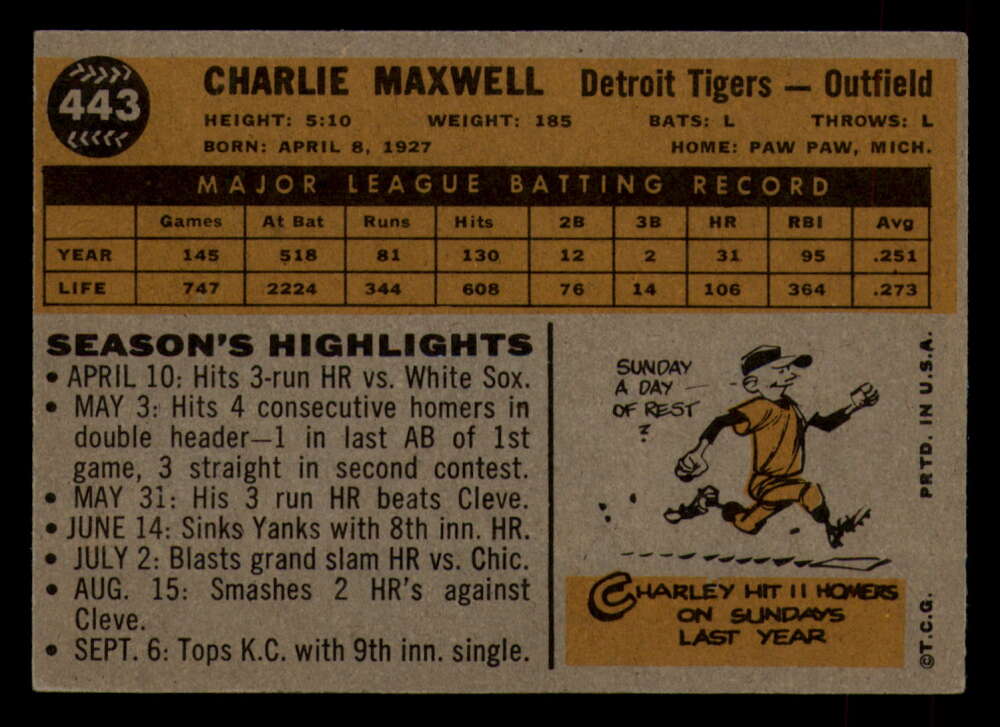 443
CHARLIE MAXWELL Detroit Tigers — Outfield
HEIGHT: 5:10 WEIGHT: 185 BATS: L THROWS: L
BORN: APRIL 8, 1927 HOME: PAW PAW, MICH.
MAJOR LEAGUE BATTING RECORD
Games At Bat Runs Hits 2B 3B HR RBI Avg
YEAR 145 518 81 130 12 2 31 95 .251
LIFE 747 2224 344 608 76 14 106 364 .273
SEASON'S HIGHLIGHTS
• APRIL 10: Hits 3-run HR vs. White Sox.
• MAY 3: Hits 4 consecutive homers in
double header—1 in last AB of 1st
game, 3 straight in second contest.
• MAY 31: His 3 run HR beats Cleve.
• JUNE 14: Sinks Yanks with 8th inn. HR.
• JULY 2: Blasts grand slam HR vs. Chic.
• AUG. 15: Smashes 2 HR's against
Cleve.
• SEPT. 6: Tops K.C. with 9th inn. single.
SUNDAY
A DAY
OF REST
?
CHARLEY HIT 11 HOMERS
ON SUNDAYS
LAST YEAR
©T.C.G. PRTD. IN U.S.A.